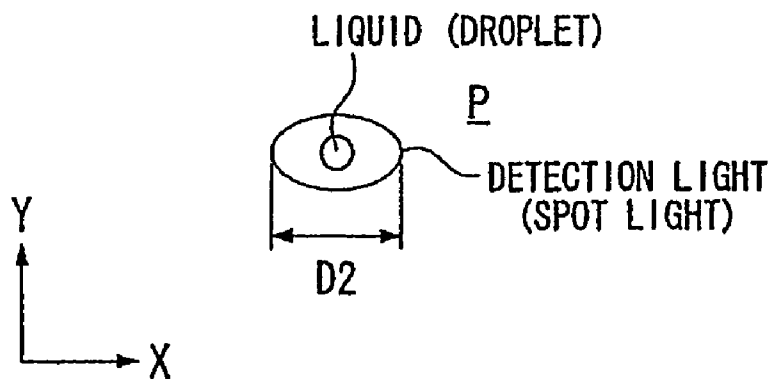 LIQUID (DROPLET)
P
DETECTION LIGHT
(SPOT LIGHT)
Y
D2
X